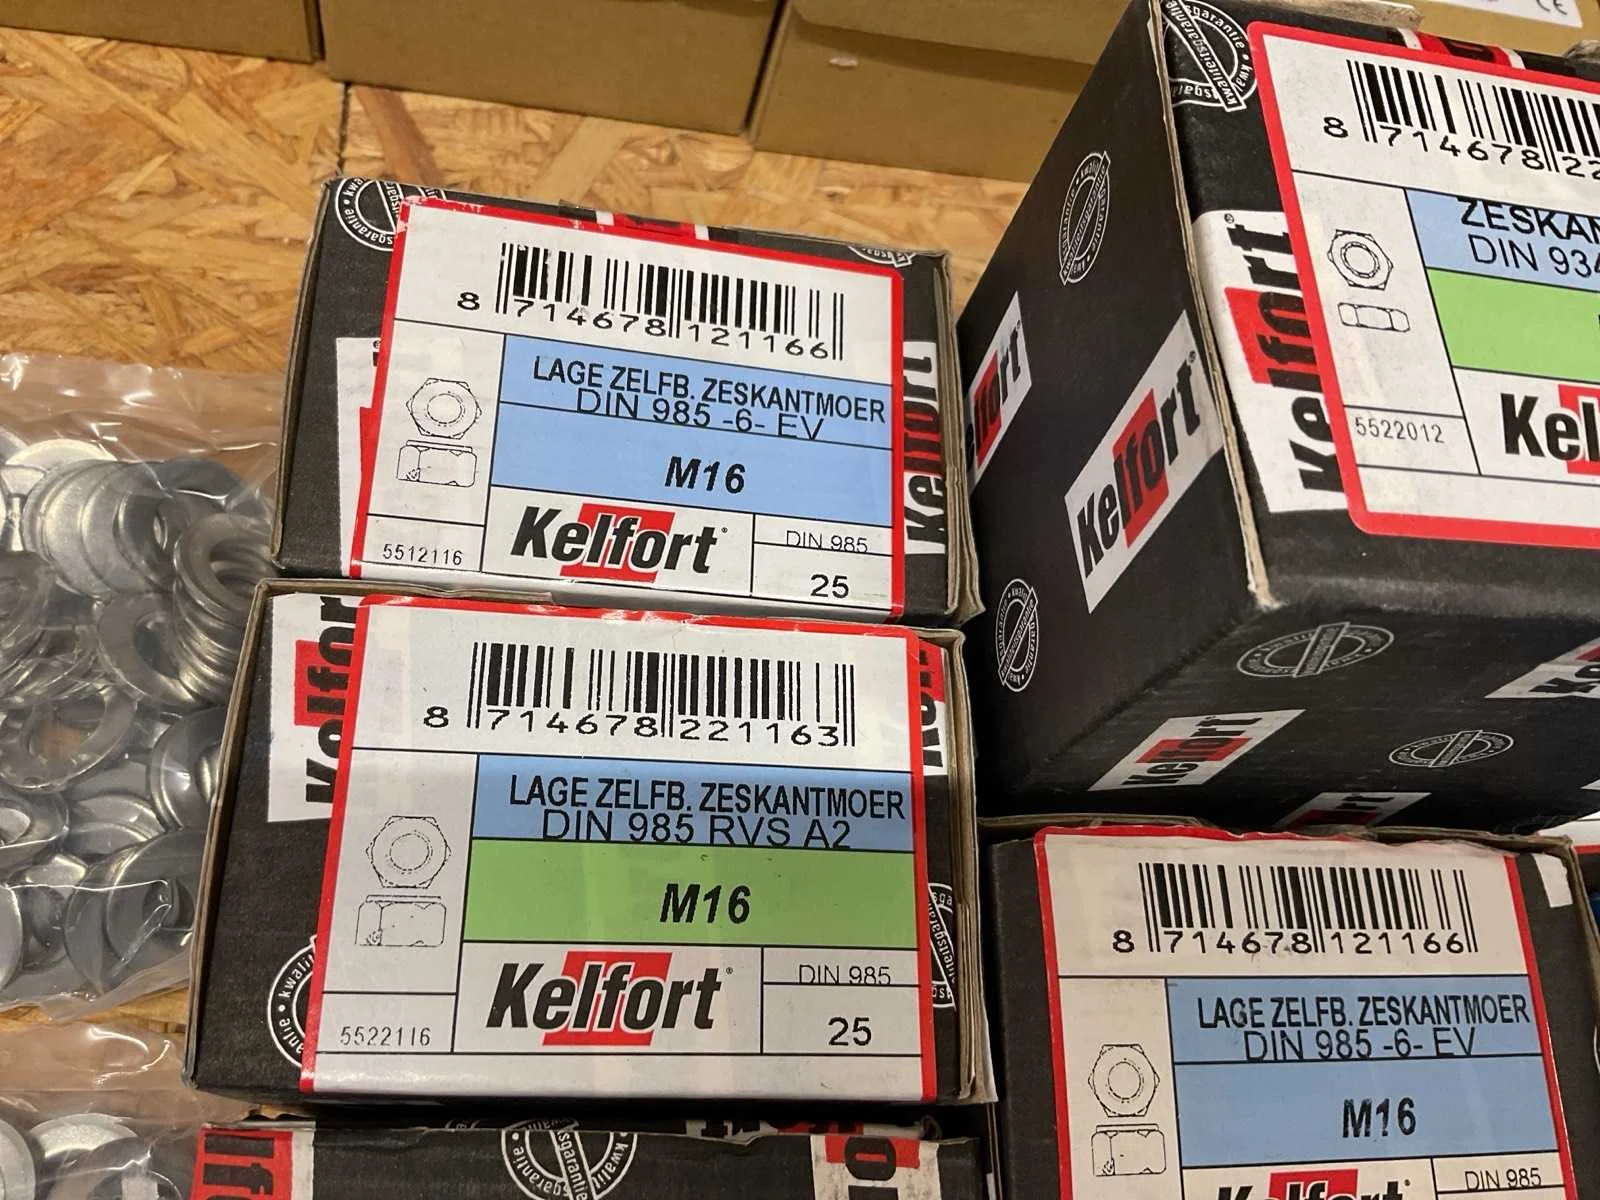 8 714678 121166
LAGE ZELFB. ZESKANTMOER
DIN 985 -6- EV
M16
5512116
Kelfort
DIN 985
25
8 714678 221163
LAGE ZELFB. ZESKANTMOER
DIN 985 RVS A2
M16
5522116
Kelfort
DIN 985
25
kwaliteitsgarantie
8 714678 22
ZESKAN
DIN 934
5522012
Kel
Kelfort
Kelfort
Kelfort
Kelfort
8 714678 121166
LAGE ZELFB. ZESKANTMOER
DIN 985 -6- EV
M16
Kelfort
DIN 985
CE